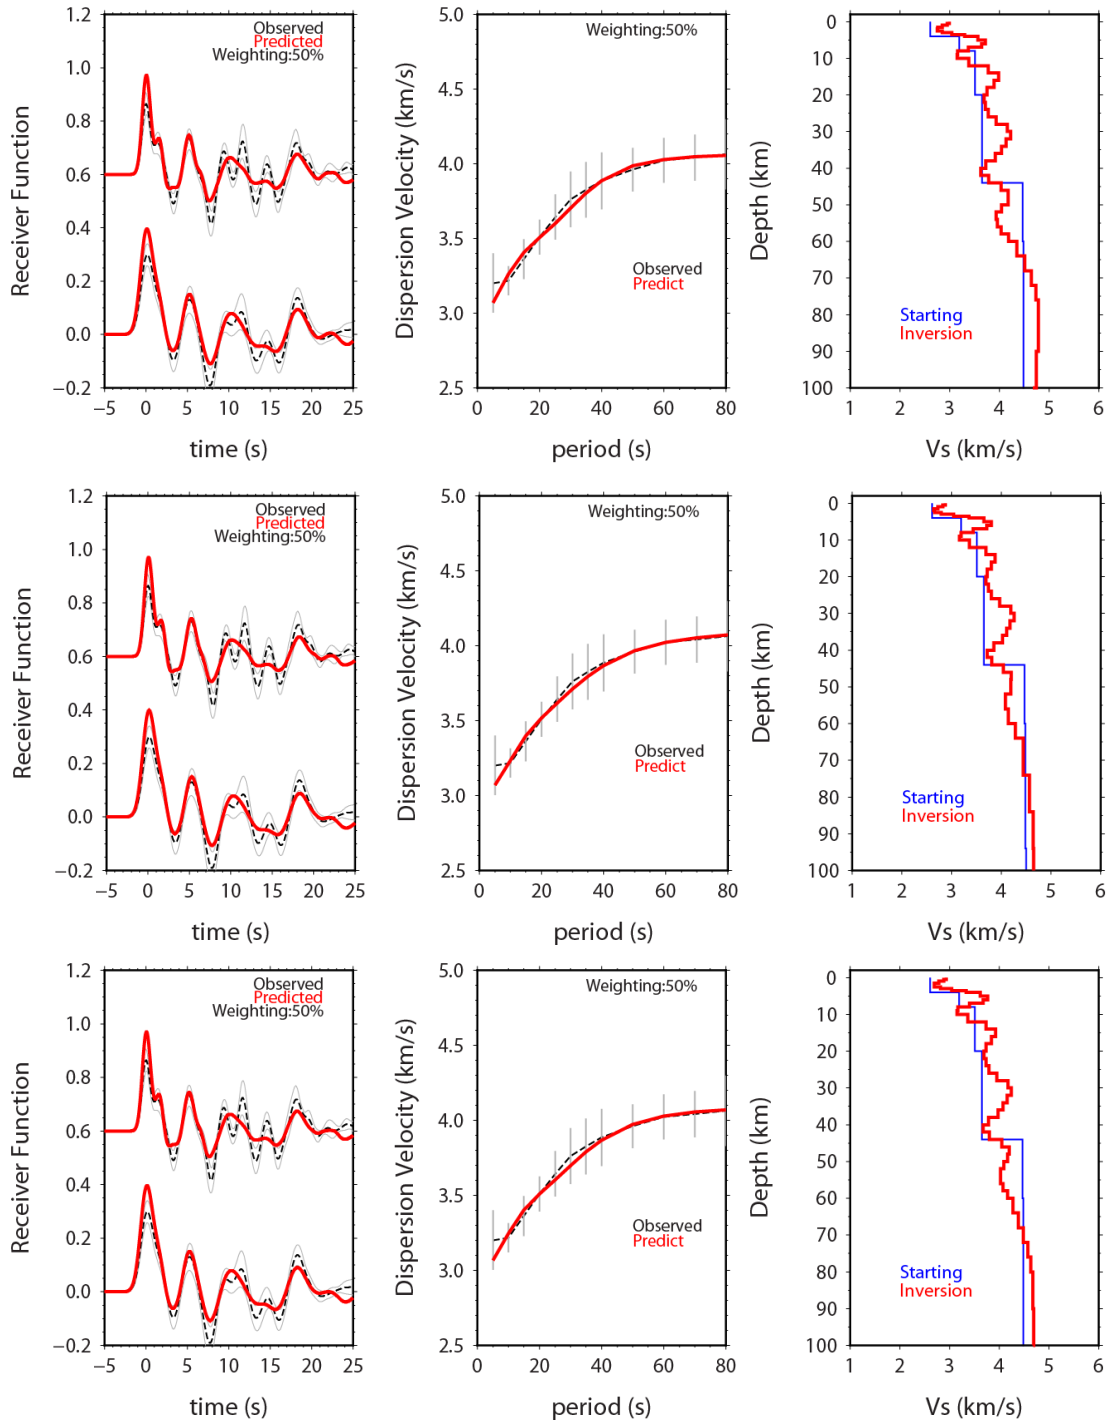 Receiver Function
1.2
1.0
0.8
0.6
0.4
0.2
0.0
−0.2
Observed
Predicted
Weighting:50%
−5 0 5 10 15 20 25
time (s)
Dispersion Velocity (km/s)
5.0
4.5
4.0
3.5
3.0
2.5
Weighting:50%
Observed
Predict
0 20 40 60 80
period (s)
Depth (km)
0
10
20
30
40
50
60
70
80
90
100
Starting
Inversion
1 2 3 4 5 6
Vs (km/s)
Receiver Function
1.2
1.0
0.8
0.6
0.4
0.2
0.0
−0.2
Observed
Predicted
Weighting:50%
−5 0 5 10 15 20 25
time (s)
Dispersion Velocity (km/s)
5.0
4.5
4.0
3.5
3.0
2.5
Weighting:50%
Observed
Predict
0 20 40 60 80
period (s)
Depth (km)
0
10
20
30
40
50
60
70
80
90
100
Starting
Inversion
1 2 3 4 5 6
Vs (km/s)
Receiver Function
1.2
1.0
0.8
0.6
0.4
0.2
0.0
−0.2
Observed
Predicted
Weighting:50%
−5 0 5 10 15 20 25
time (s)
Dispersion Velocity (km/s)
5.0
4.5
4.0
3.5
3.0
2.5
Weighting:50%
Observed
Predict
0 20 40 60 80
period (s)
Depth (km)
0
10
20
30
40
50
60
70
80
90
100
Starting
Inversion
1 2 3 4 5 6
Vs (km/s)